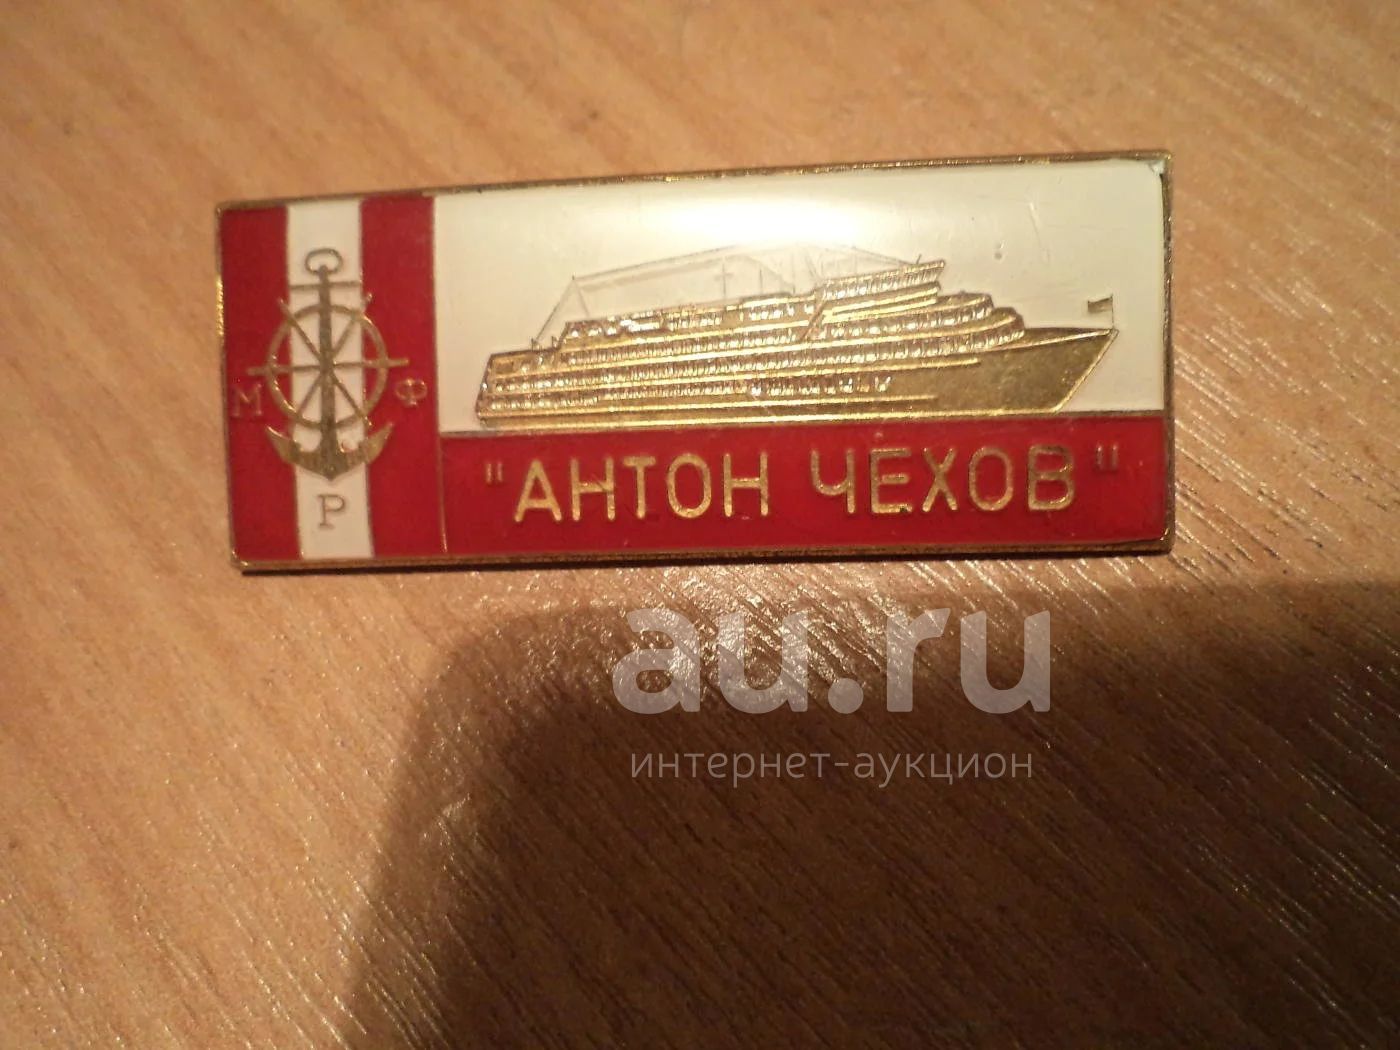 М Ф
Р
"АНТОН ЧЕХОВ"
au.ru
интернет-аукцион